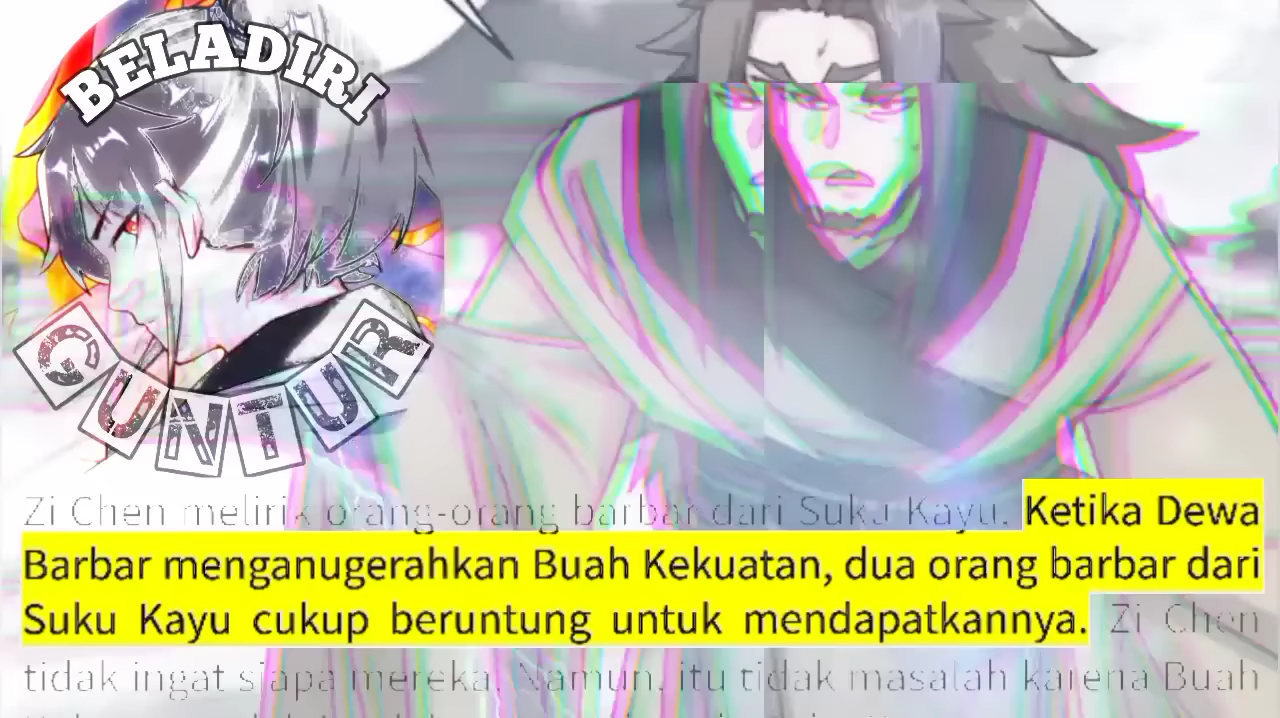 BELADIRI
GUNTUR
Zi Chen melirik orang-orang barbar dari Suku Kayu. Ketika Dewa
Barbar menganugerahkan Buah Kekuatan, dua orang barbar dari
Suku Kayu cukup beruntung untuk mendapatkannya. Zi Chen
tidak ingat siapa mereka. Namun, itu tidak masalah karena Buah